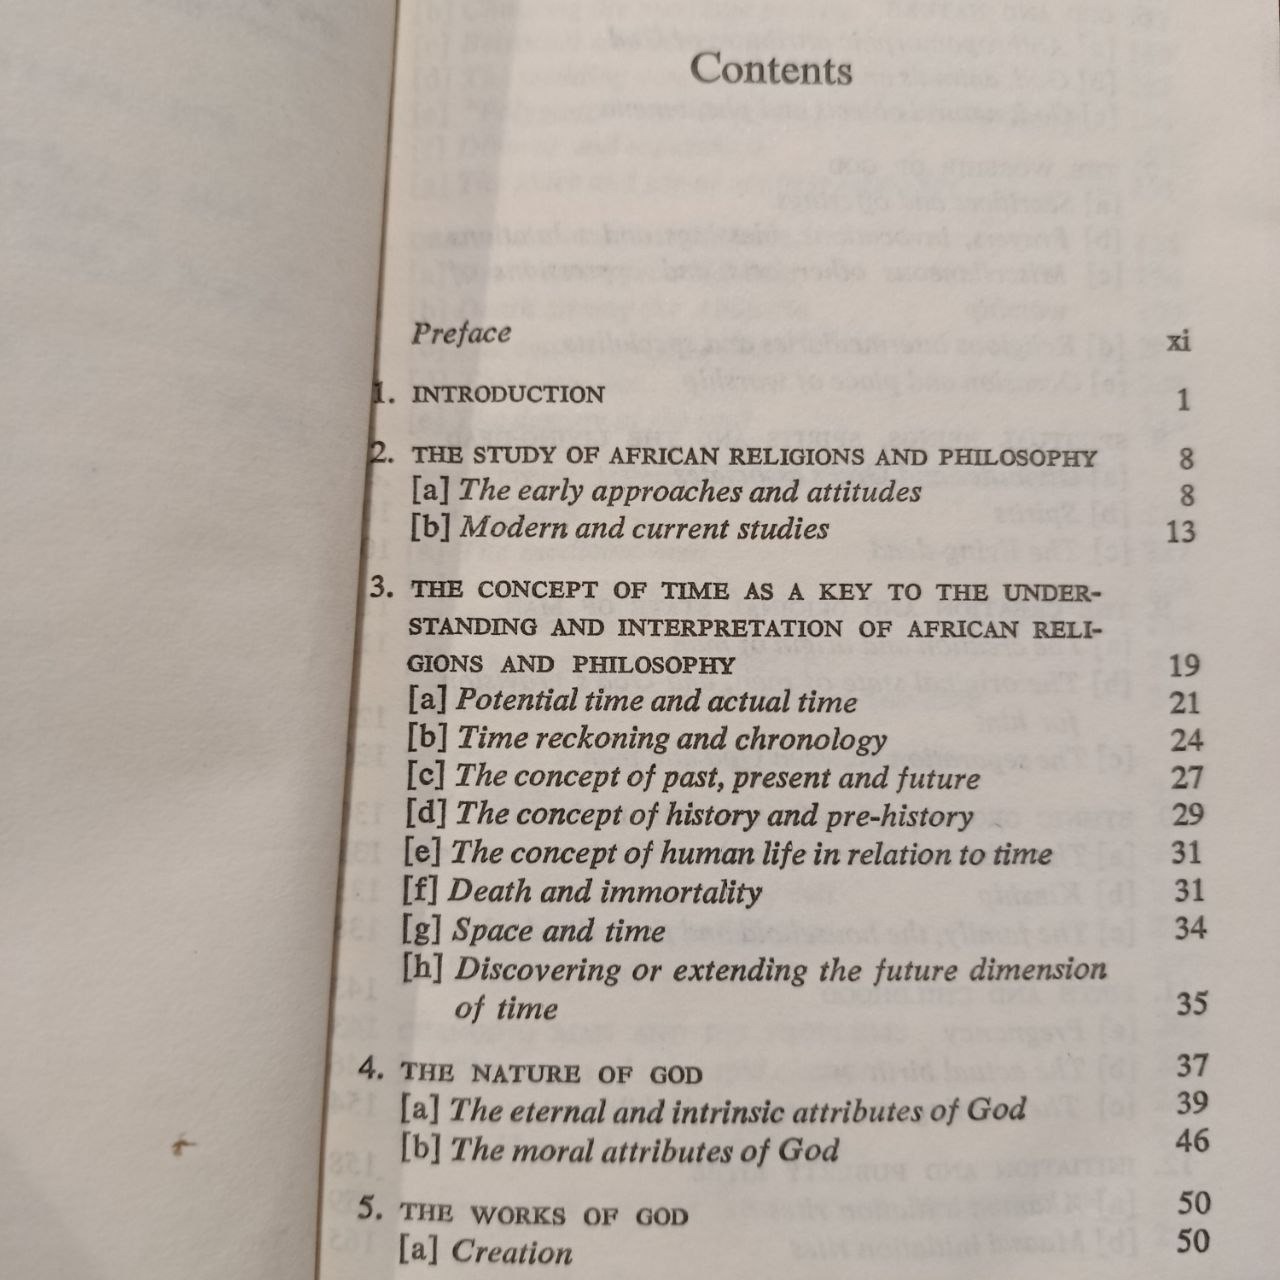 Contents
Preface xi
1. INTRODUCTION 1
2. THE STUDY OF AFRICAN RELIGIONS AND PHILOSOPHY 8
[a] The early approaches and attitudes 8
[b] Modern and current studies 13
3. THE CONCEPT OF TIME AS A KEY TO THE UNDER-
STANDING AND INTERPRETATION OF AFRICAN RELI-
GIONS AND PHILOSOPHY 19
[a] Potential time and actual time 21
[b] Time reckoning and chronology 24
[c] The concept of past, present and future 27
[d] The concept of history and pre-history 29
[e] The concept of human life in relation to time 31
[f] Death and immortality 31
[g] Space and time 34
[h] Discovering or extending the future dimension
of time 35
4. THE NATURE OF GOD 37
[a] The eternal and intrinsic attributes of God 39
[b] The moral attributes of God 46
5. THE WORKS OF GOD 50
[a] Creation 50